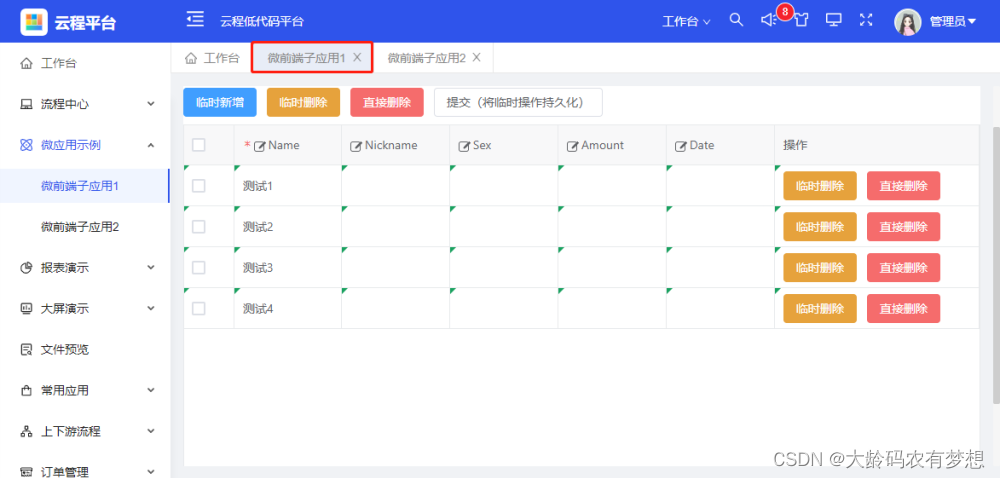 云程平台
云程低代码平台
工作台
8
管理员
工作台
流程中心
微应用示例
微前端子应用1
微前端子应用2
报表演示
大屏演示
文件预览
常用应用
上下游流程
订单管理
工作台 微前端子应用1 微前端子应用2
临时新增 临时删除 直接删除 提交（将临时操作持久化）
* Name Nickname Sex Amount Date 操作
测试1 临时删除 直接删除
测试2 临时删除 直接删除
测试3 临时删除 直接删除
测试4 临时删除 直接删除
CSDN @大龄码农有梦想